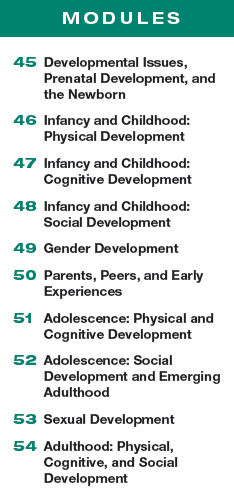 MODULES
45 Developmental Issues,
Prenatal Development, and
the Newborn
46 Infancy and Childhood:
Physical Development
47 Infancy and Childhood:
Cognitive Development
48 Infancy and Childhood:
Social Development
49 Gender Development
50 Parents, Peers, and Early
Experiences
51 Adolescence: Physical and
Cognitive Development
52 Adolescence: Social
Development and Emerging
Adulthood
53 Sexual Development
54 Adulthood: Physical,
Cognitive, and Social
Development